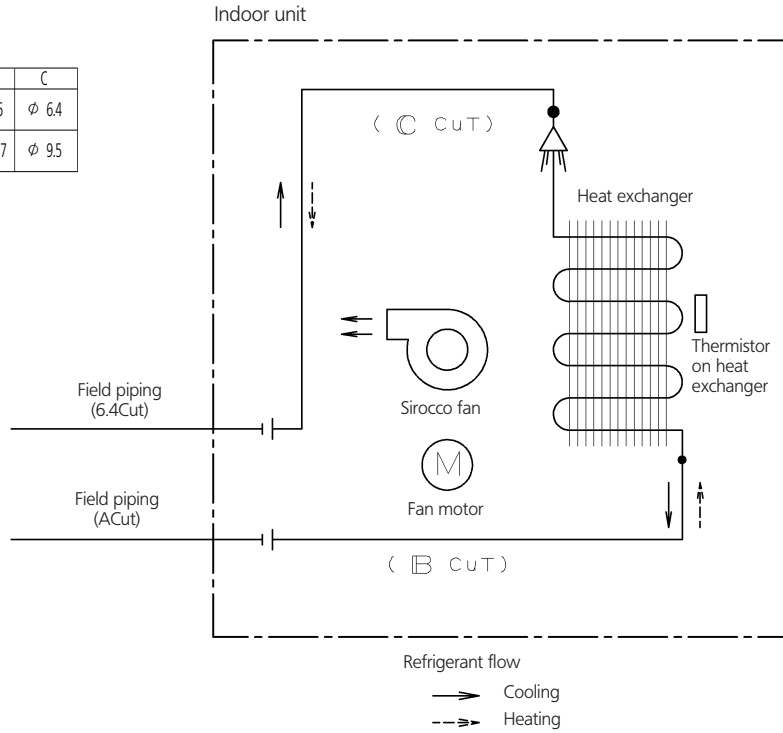 Indoor unit
C
φ 6.4
7 φ 9.5
( C CuT)
Heat exchanger
Thermistor
on heat
exchanger
Sirocco fan
Field piping
(6.4Cut)
M
Fan motor
Field piping
(ACut)
( B CuT)
Refrigerant flow
Cooling
Heating